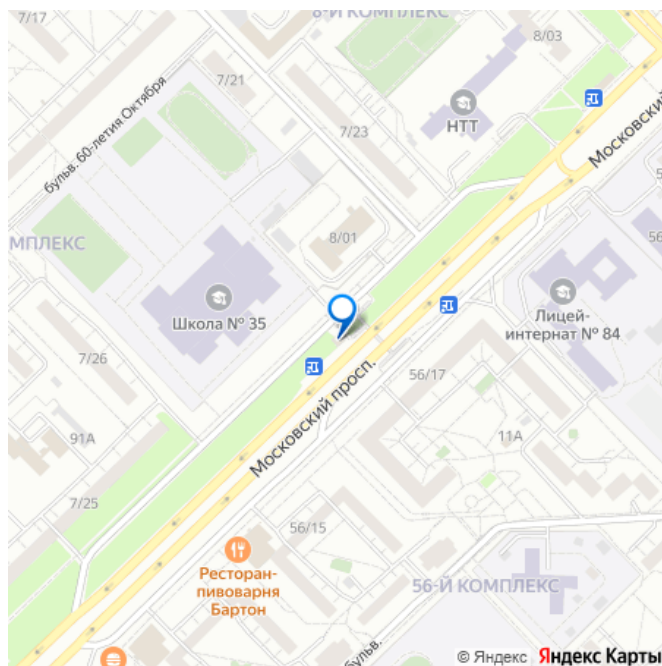 7/17
8-Й КОМПЛЕКС
8/03
7/21
бульв. 60-летия Октября
7/23
НТТ
Московский
МПЛЕКС
8/01
56
Школа № 35
Лицей-
интернат № 84
7/26
56/17
Московский просп.
91А
11А
7/25
56/15
Ресторан-
пивоварня
Бартон
56-Й КОМПЛЕКС
бульв.
© Яндекс Яндекс Карты